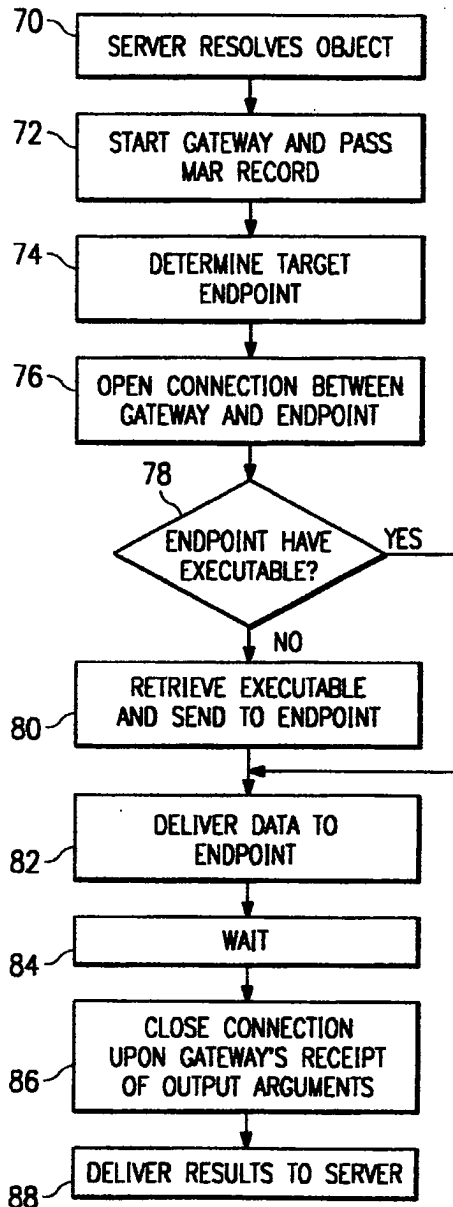 70
SERVER RESOLVES OBJECT
72
START GATEWAY AND PASS
MAR RECORD
74
DETERMINE TARGET
ENDPOINT
76
OPEN CONNECTION BETWEEN
GATEWAY AND ENDPOINT
78
ENDPOINT HAVE
EXECUTABLE?
YES
NO
80
RETRIEVE EXECUTABLE
AND SEND TO ENDPOINT
82
DELIVER DATA TO
ENDPOINT
84
WAIT
86
CLOSE CONNECTION
UPON GATEWAY'S RECEIPT
OF OUTPUT ARGUMENTS
88
DELIVER RESULTS TO SERVER